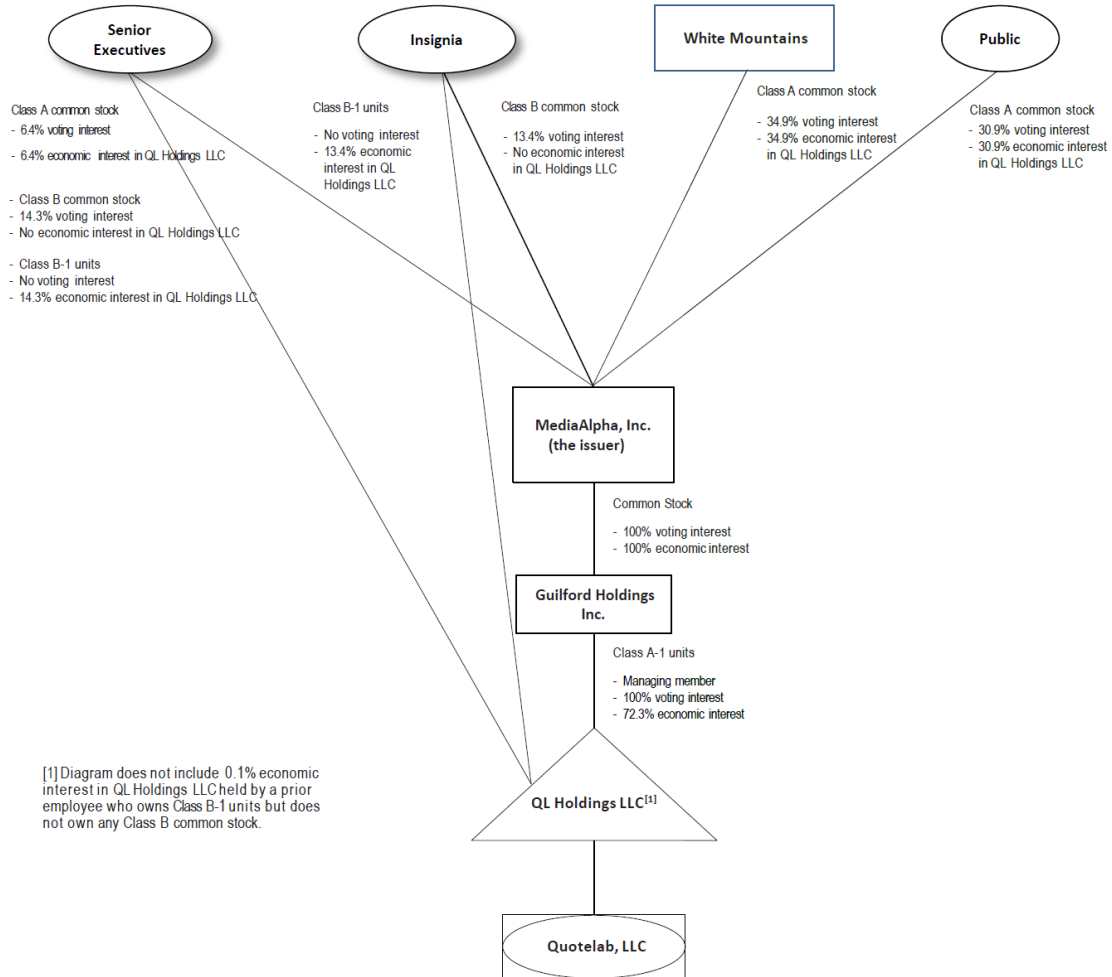 Senior
Executives
Insignia
White Mountains
Public
Class A common stock
- 6.4% voting interest
- 6.4% economic interest in QL Holdings LLC
- Class B common stock
- 14.3% voting interest
- No economic interest in QL Holdings LLC
- Class B-1 units
- No voting interest
- 14.3% economic interest in QL Holdings LLC
Class B-1 units
- No voting interest
- 13.4% economic
interest in QL
Holdings LLC
Class B common stock
- 13.4% voting interest
- No economic interest
in QL Holdings LLC
Class A common stock
- 34.9% voting interest
- 34.9% economic interest
in QL Holdings LLC
Class A common stock
- 30.9% voting interest
- 30.9% economic interest
in QL Holdings LLC
MediaAlpha, Inc.
(the issuer)
Common Stock
- 100% voting interest
- 100% economic interest
Guilford Holdings
Inc.
Class A-1 units
- Managing member
- 100% voting interest
- 72.3% economic interest
[1] Diagram does not include 0.1% economic
interest in QL Holdings LLC held by a prior
employee who owns Class B-1 units but does
not own any Class B common stock.
QL Holdings LLC[1]
Quotelab, LLC